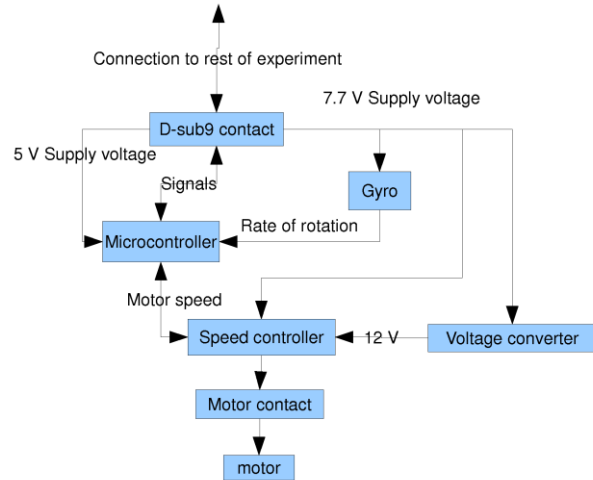 Connection to rest of experiment
7.7 V Supply voltage
D-sub9 contact
5 V Supply voltage
Signals
Gyro
Rate of rotation
Microcontroller
Motor speed
Speed controller
12 V
Voltage converter
Motor contact
motor